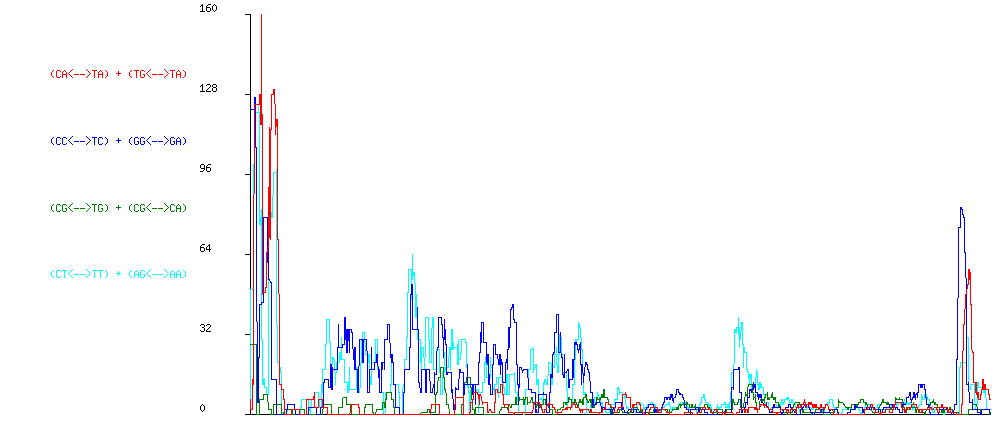 160
(CA<-->TA) + (TG<-->TA)
128
(CC<-->TC) + (GG<-->GA)
96
(CG<-->TG) + (CG<-->CA)
64
(CT<-->TT) + (AG<-->AA)
32
0